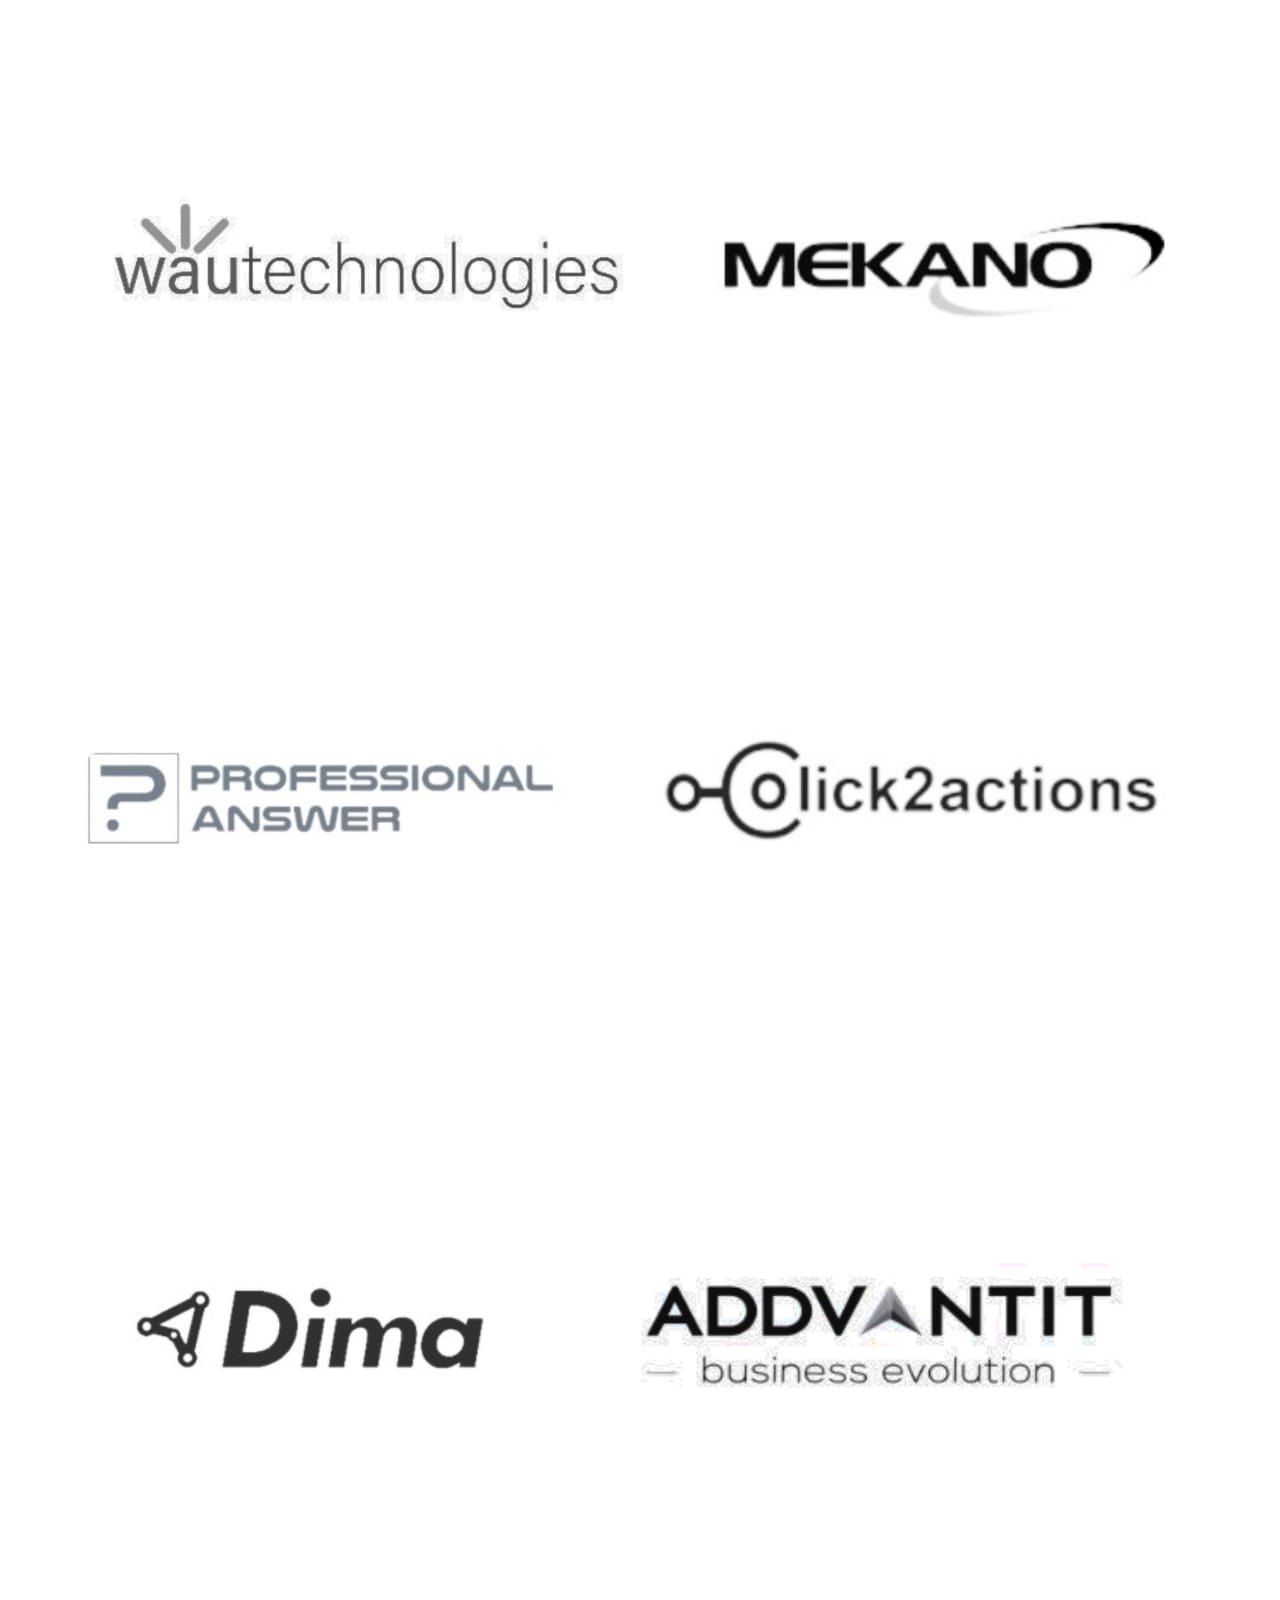 wautechnologies
MEKANO
PROFESSIONAL
ANSWER
Click2actions
Dima
ADDVANTIT
business evolution